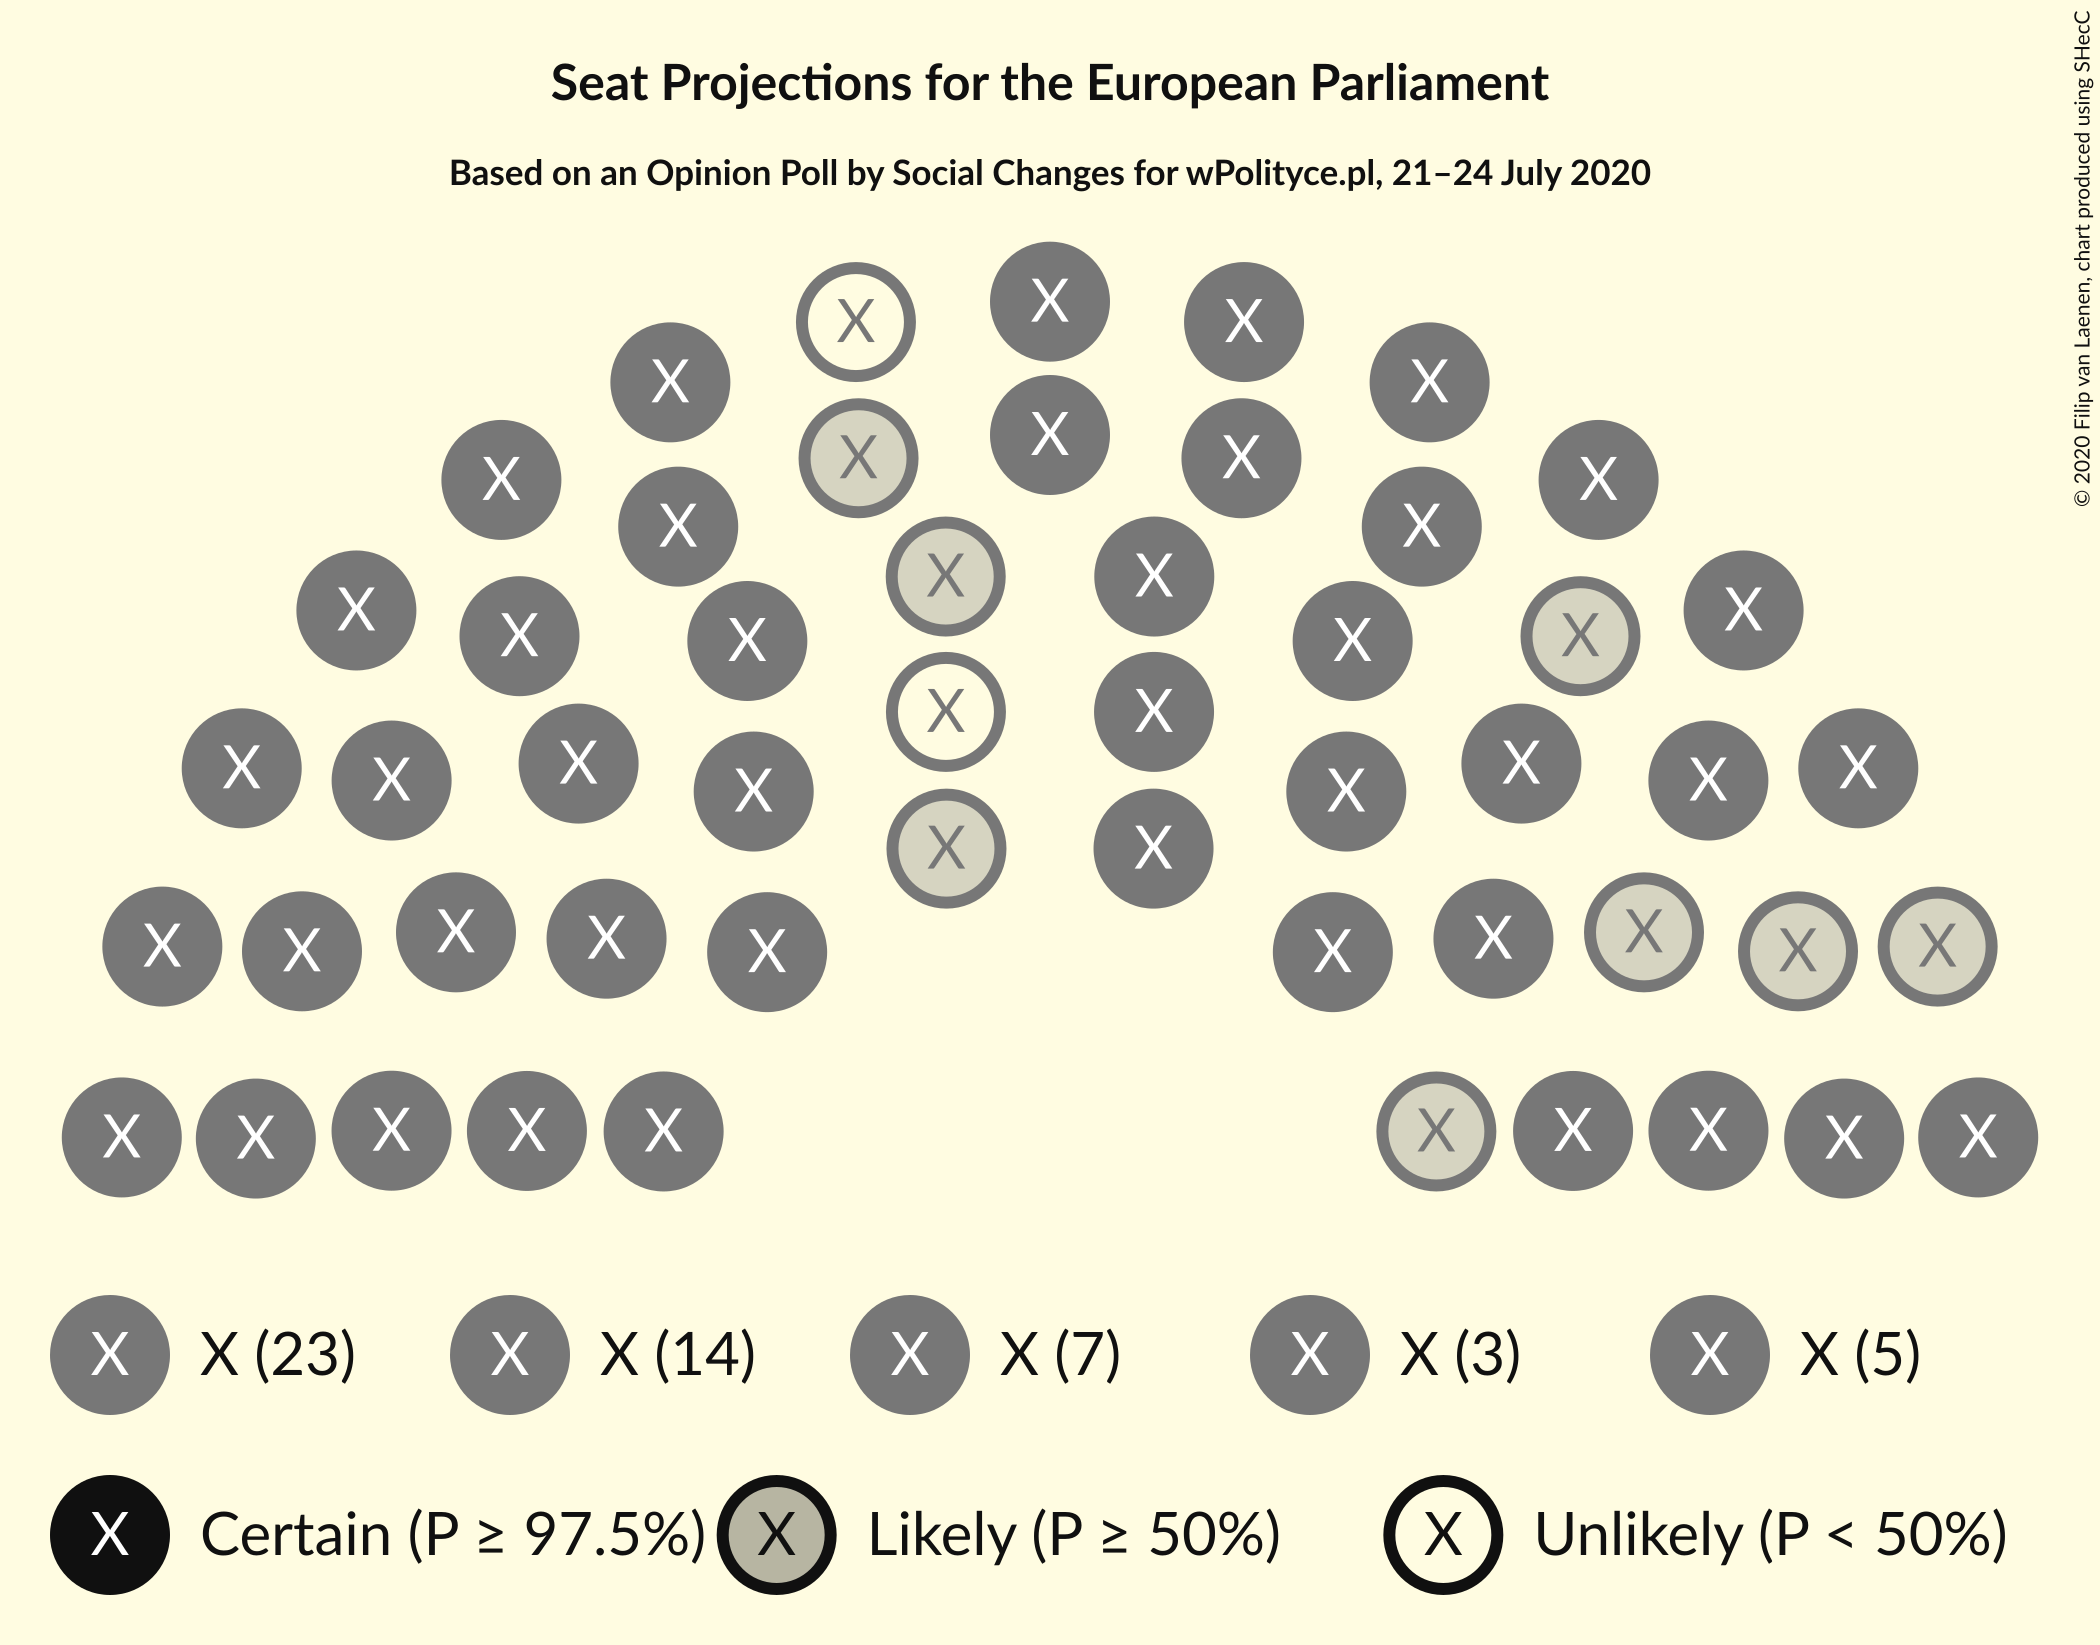 Seat Projections for the European Parliament
Based on an Opinion Poll by Social Changes for wPolityce.pl, 21–24 July 2020
© 2020 Filip van Laenen, chart produced using SHecC
X X X X X
X X X X X
X X X X
X X X
X X X
X X
X X
X
X X X X
X X X X
X X X X X
X X X X X
X X X X X
X X X X
X X X X X
X X (23) X X (14) X X (7) X X (3) X X (5)
X Certain (P ≥ 97.5%) X Likely (P ≥ 50%) X Unlikely (P < 50%)